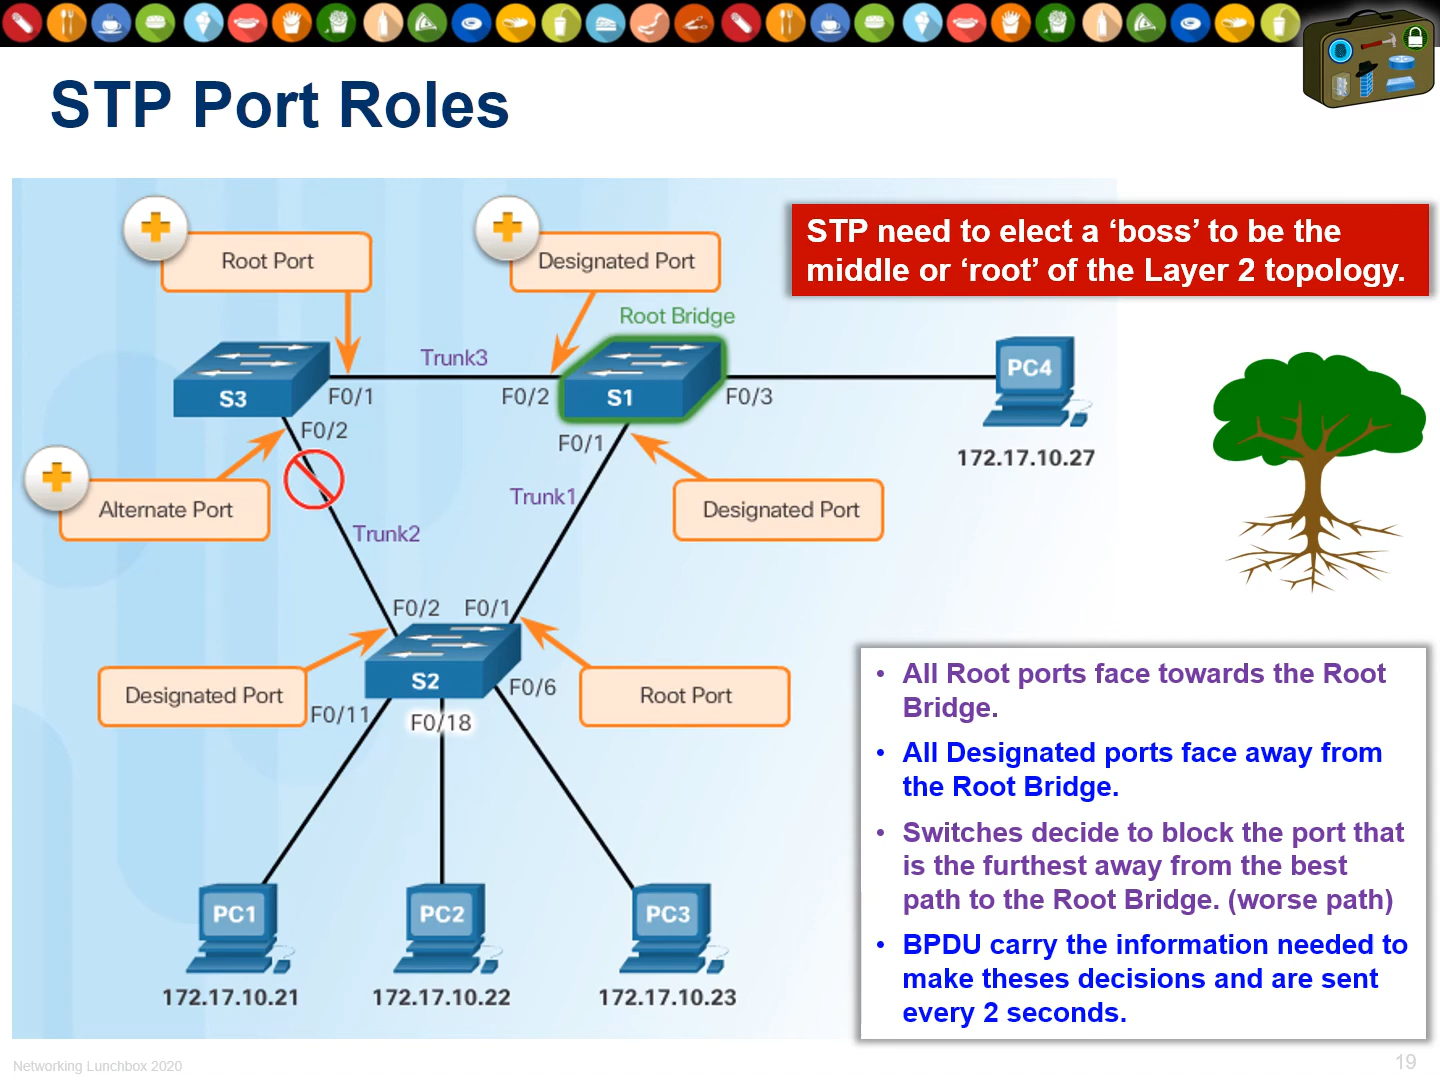 STP Port Roles
STP need to elect a ‘boss’ to be the
middle or ‘root’ of the Layer 2 topology.
Root Port
Designated Port
Root Bridge
Trunk3
S3
F0/1
F0/2
S1
F0/3
PC4
F0/2
F0/1
172.17.10.27
Alternate Port
Trunk1
Designated Port
Trunk2
F0/2
F0/1
S2
Designated Port
F0/11
F0/18
F0/6
Root Port
PC1
PC2
PC3
172.17.10.21
172.17.10.22
172.17.10.23
• All Root ports face towards the Root
Bridge.
• All Designated ports face away from
the Root Bridge.
• Switches decide to block the port that
is the furthest away from the best
path to the Root Bridge. (worse path)
• BPDU carry the information needed to
make theses decisions and are sent
every 2 seconds.
Networking Lunchbox 2020
19